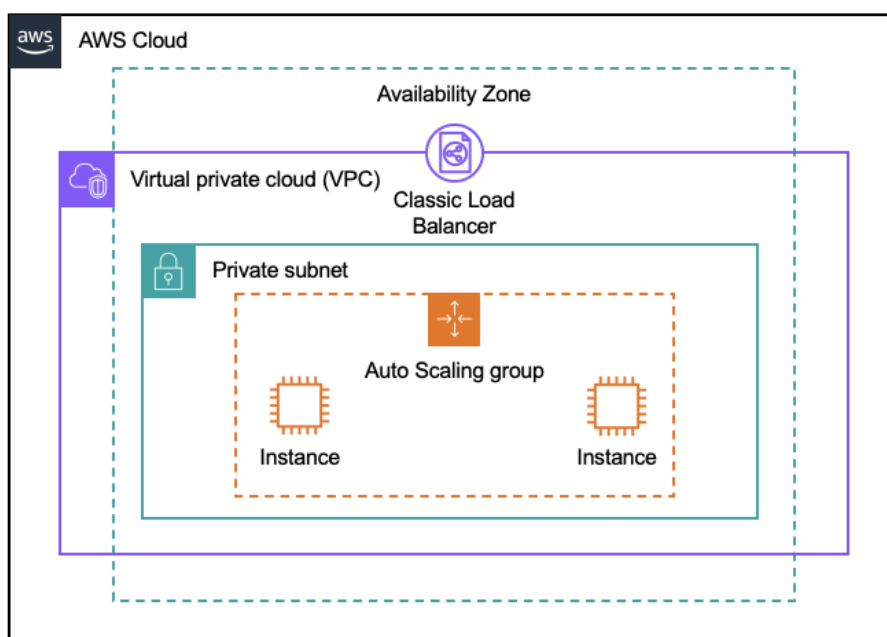 aws
AWS Cloud
Availability Zone
Virtual private cloud (VPC)
Classic Load
Balancer
Private subnet
Auto Scaling group
Instance
Instance